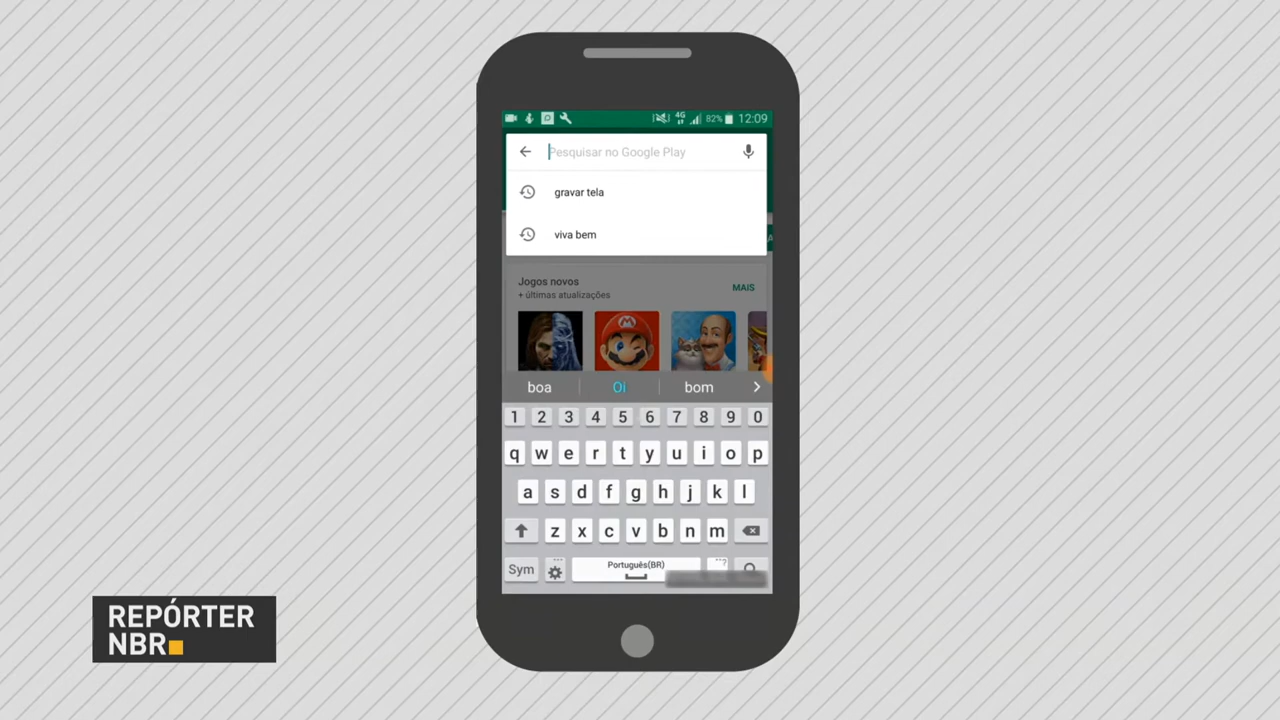 4G 82% 12:09
Pesquisar no Google Play
gravar tela
viva bem
A
Jogos novos
MAIS
+ últimas atualizações
boa Oi bom
1 2 3 4 5 6 7 8 9 0
q w e r t y u i o p
a s d f g h j k l
z x c v b n m
Sym Português(BR)
REPÓRTER
NBR